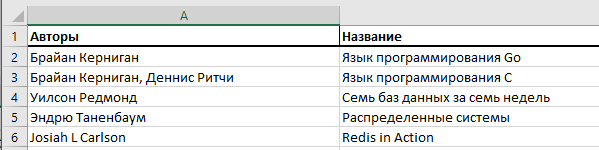 A
1 Авторы Название
2 Брайан Керниган Язык программирования Go
3 Брайан Керниган, Деннис Ритчи Язык программирования C
4 Уилсон Редмонд Семь баз данных за семь недель
5 Эндрю Таненбаум Распределенные системы
6 Josiah L Carlson Redis in Action